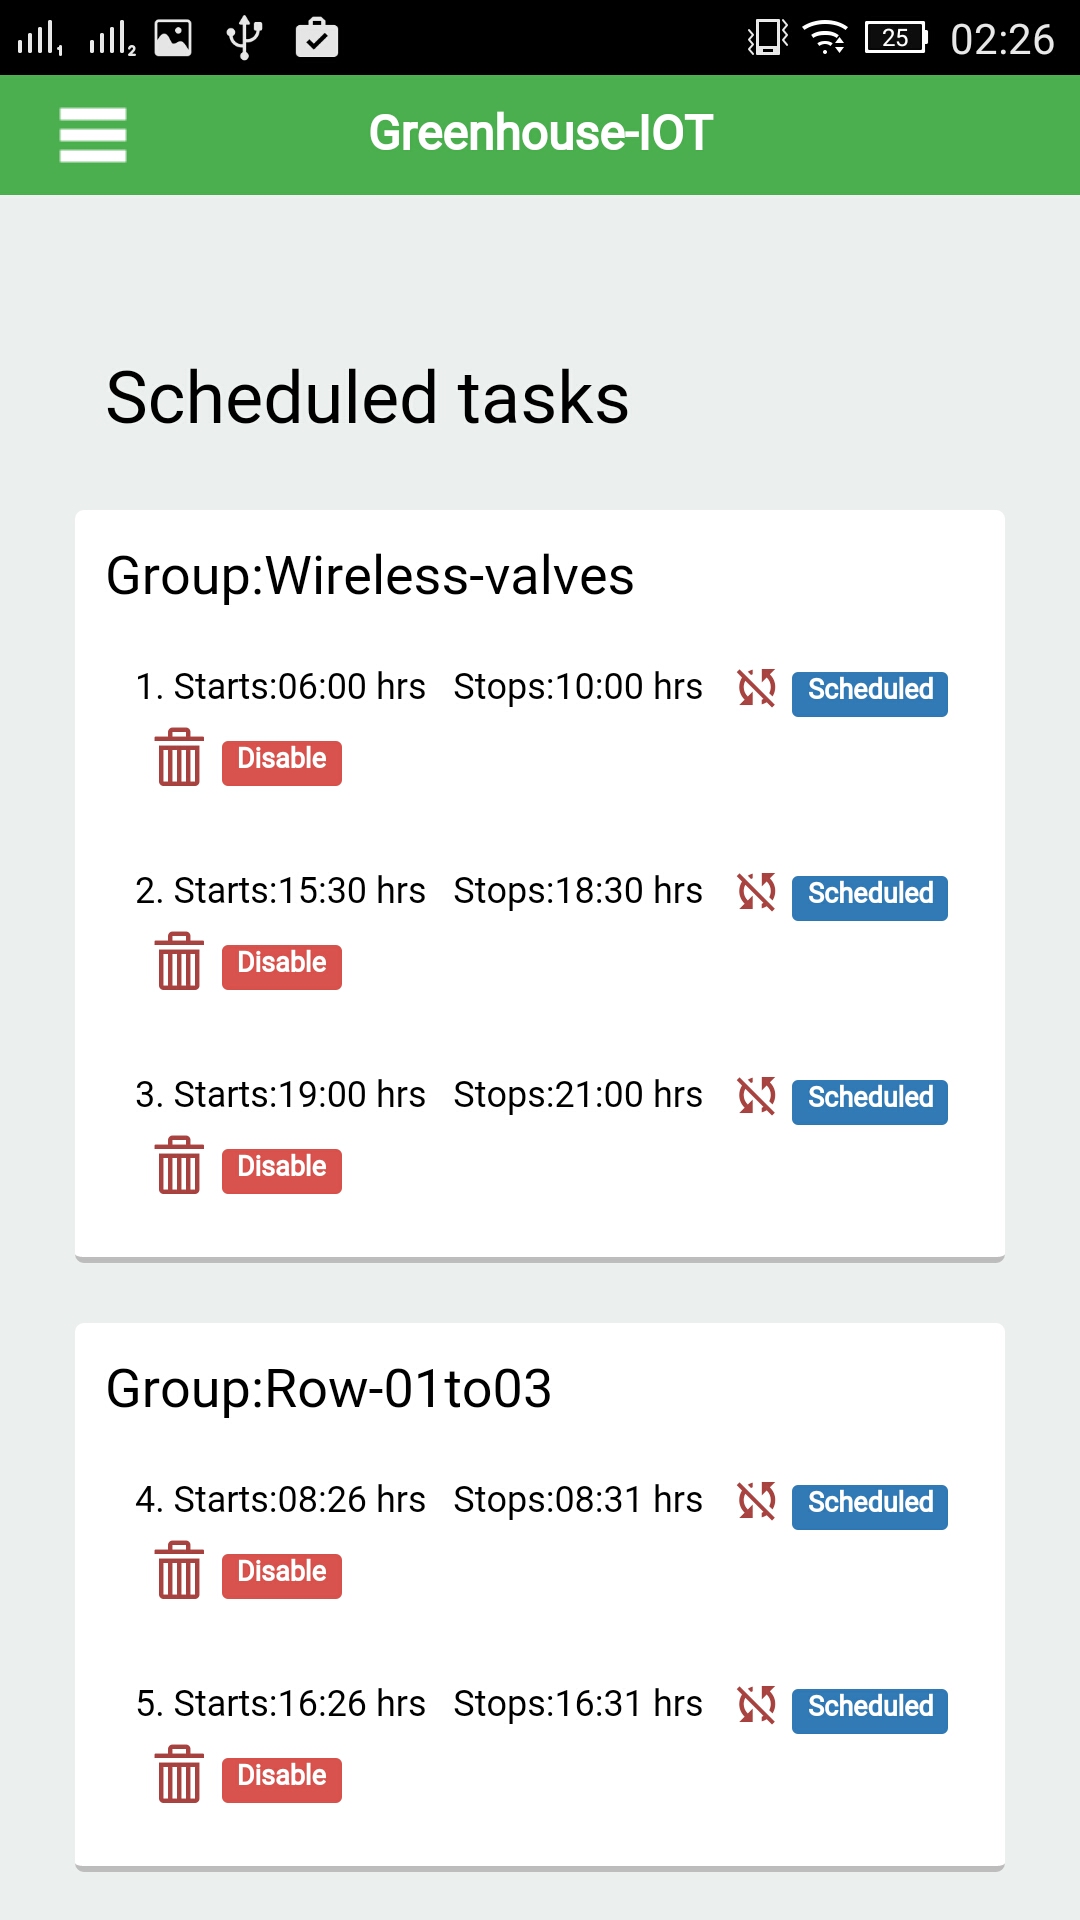 1 2 25 02:26
Greenhouse-IOT
Scheduled tasks
Group:Wireless-valves
1. Starts:06:00 hrs Stops:10:00 hrs Scheduled
Disable
2. Starts:15:30 hrs Stops:18:30 hrs Scheduled
Disable
3. Starts:19:00 hrs Stops:21:00 hrs Scheduled
Disable
Group:Row-01to03
4. Starts:08:26 hrs Stops:08:31 hrs Scheduled
Disable
5. Starts:16:26 hrs Stops:16:31 hrs Scheduled
Disable